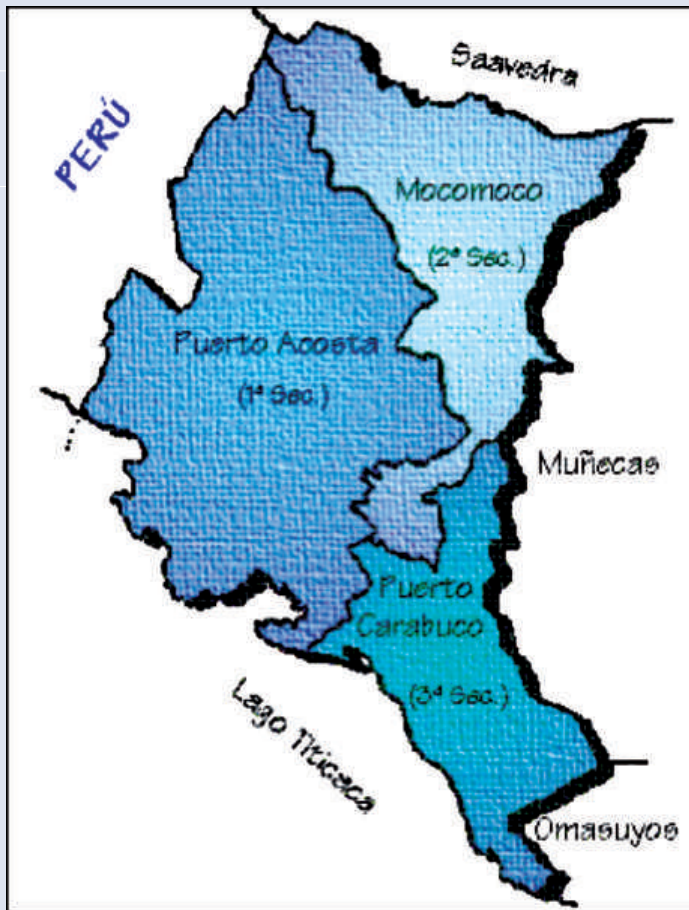 Saavedra
PERÚ
Mocomoco
(2ª Sec.)
Puerto Acosta
(1ª Sec.)
Muñecas
Puerto
Carabuco
(3ª Sec.)
Lago Titicaca
Omasuyos